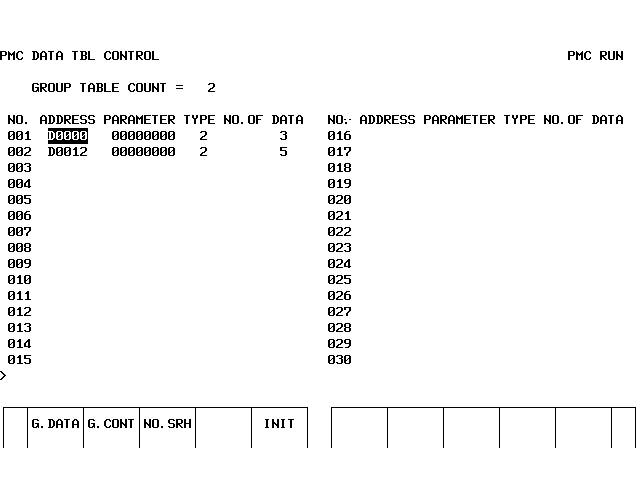 PMC DATA TBL CONTROL PMC RUN
GROUP TABLE COUNT = 2
NO. ADDRESS PARAMETER TYPE NO.OF DATA NO. ADDRESS PARAMETER TYPE NO.OF DATA
001 D0000 00000000 2 3 016
002 D0012 00000000 2 5 017
003 018
004 019
005 020
006 021
007 022
008 023
009 024
010 025
011 026
012 027
013 028
014 029
015 030
>
G.DATA G.CONT NO.SRH INIT